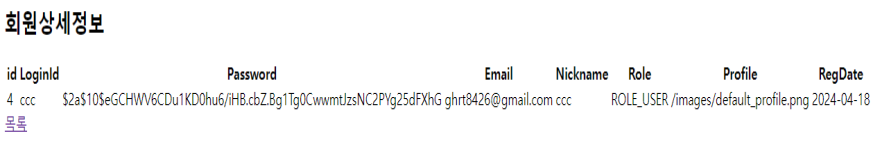 회원상세정보
id LoginId Password Email Nickname Role Profile RegDate
4 ccc $2a$10$eGCHWV6CDu1KD0hu6/iHB.cbZ.Bg1Tg0CwwmtJzsNC2PYg25dFXhG ghrt8426@gmail.com ccc ROLE_USER /images/default_profile.png 2024-04-18
목록